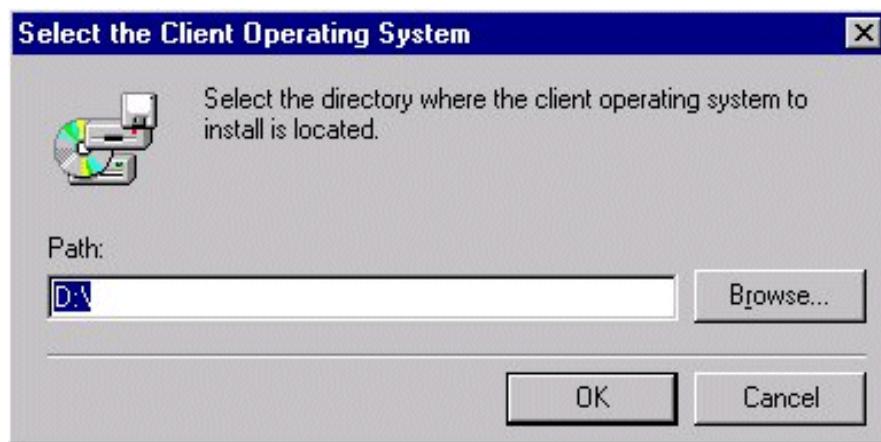 Select the Client Operating System
Select the directory where the client operating system to
install is located.
Path:
D:\
Browse...
OK
Cancel